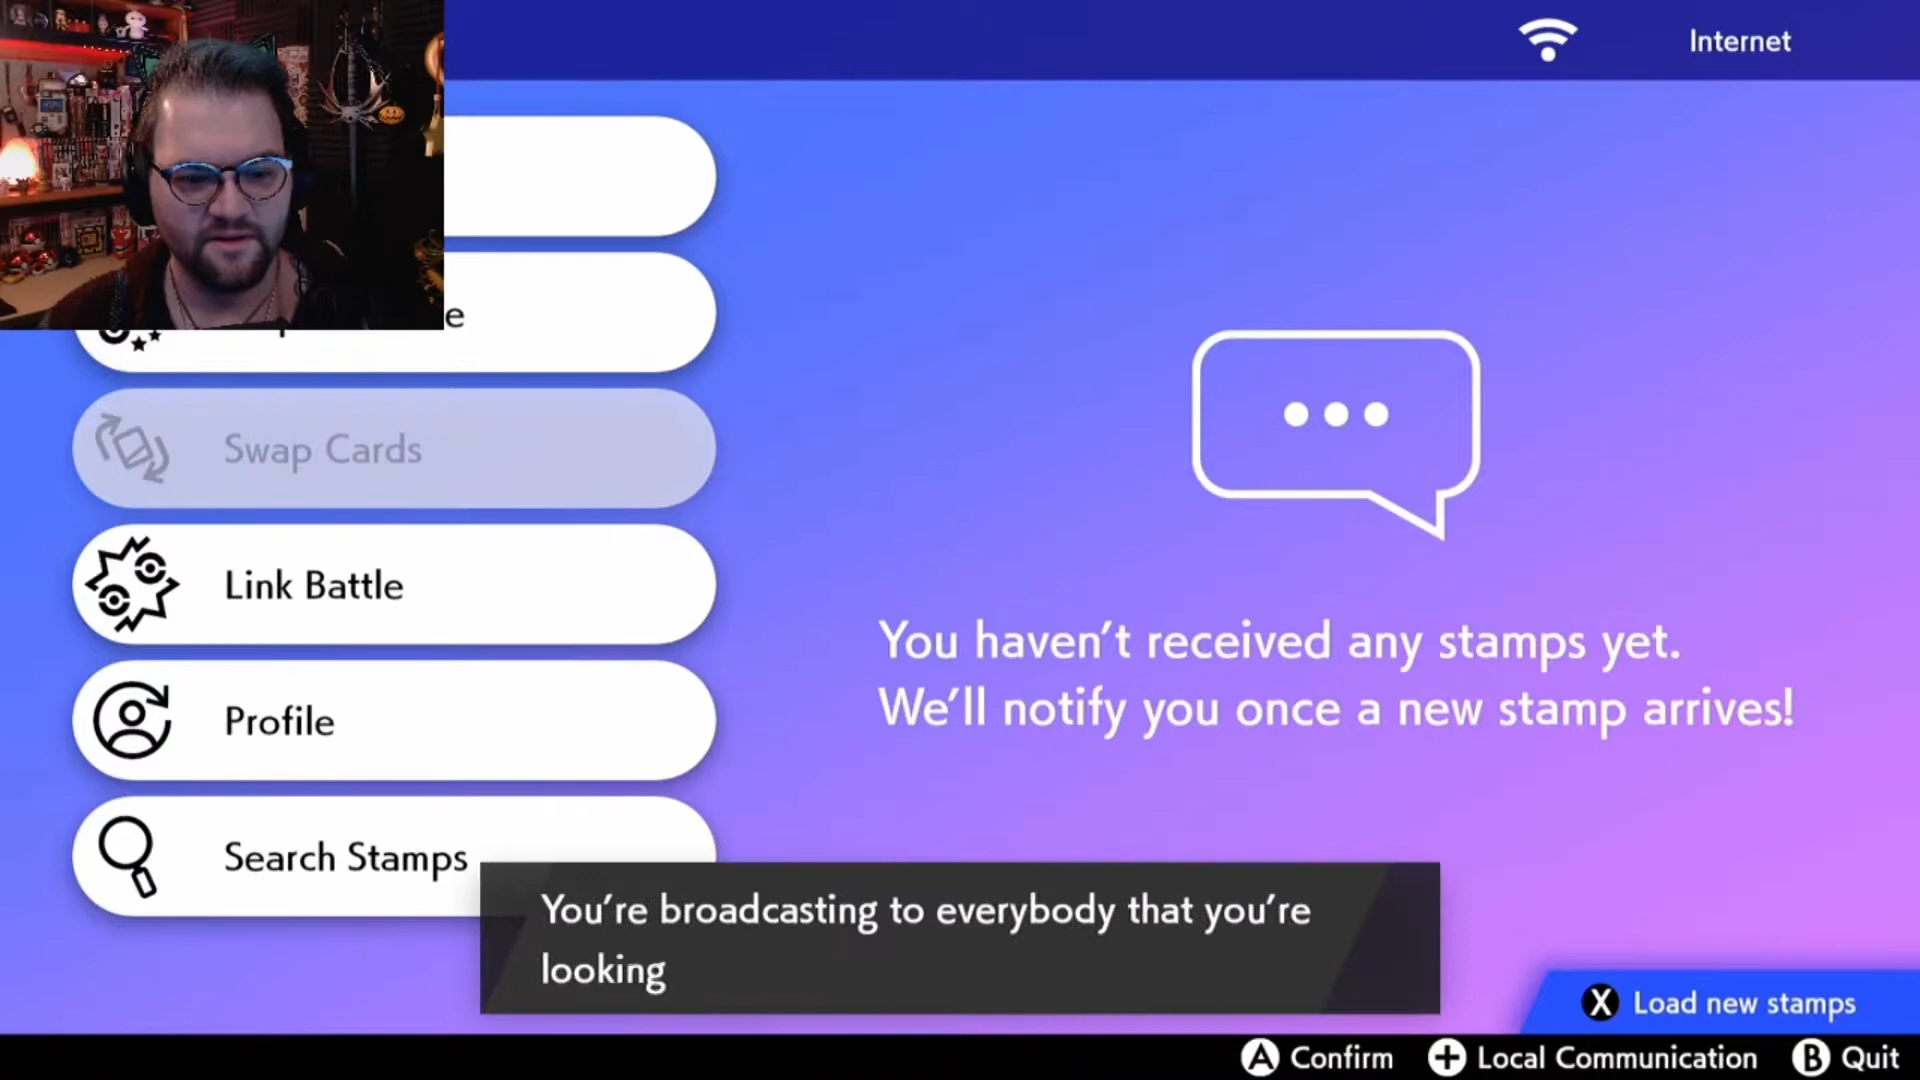 Internet
Swap Cards
Link Battle
Profile
Search Stamps
You haven't received any stamps yet.
We'll notify you once a new stamp arrives!
You're broadcasting to everybody that you're
looking
X Load new stamps
A Confirm + Local Communication B Quit